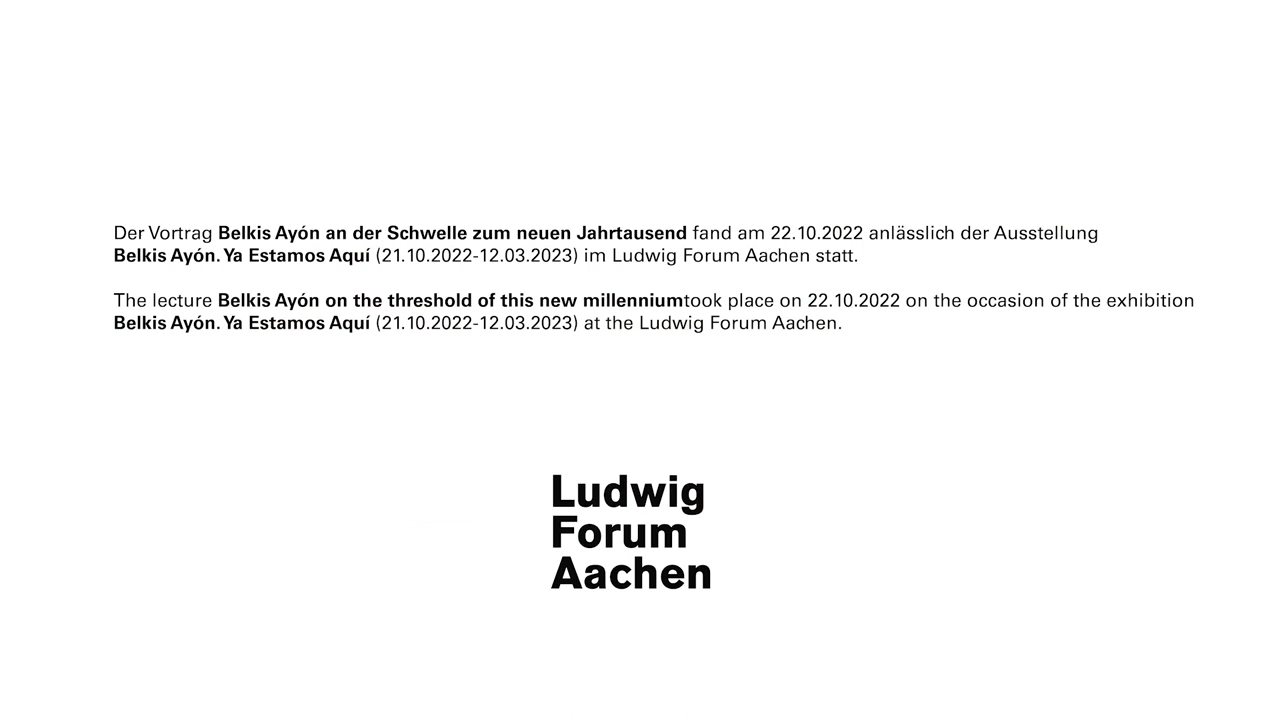 Der Vortrag Belkis Ayón an der Schwelle zum neuen Jahrtausend fand am 22.10.2022 anlässlich der Ausstellung
Belkis Ayón. Ya Estamos Aquí (21.10.2022-12.03.2023) im Ludwig Forum Aachen statt.
The lecture Belkis Ayón on the threshold of this new millenniumtook place on 22.10.2022 on the occasion of the exhibition
Belkis Ayón. Ya Estamos Aquí (21.10.2022-12.03.2023) at the Ludwig Forum Aachen.
Ludwig
Forum
Aachen